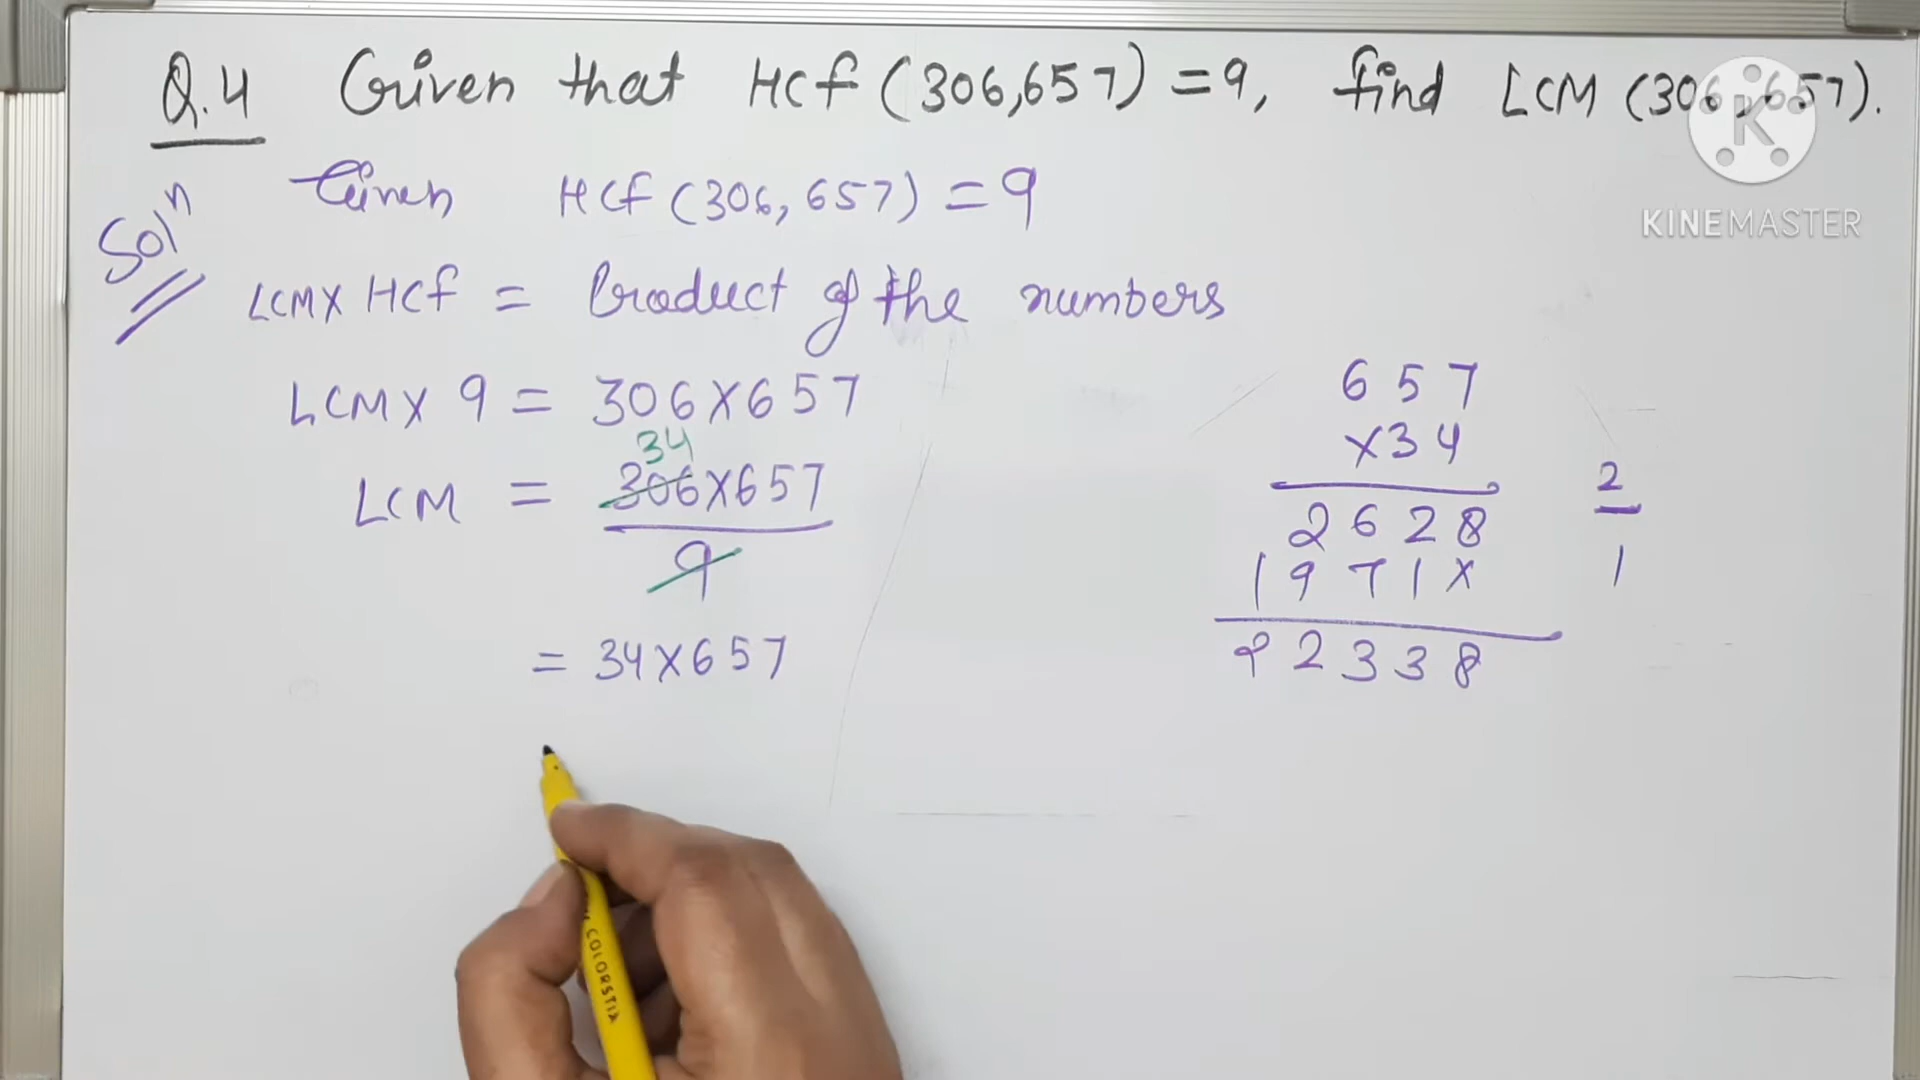 Q.4 Given that HCf (306,657) = 9, find LCM (306,657).
Solⁿ
Given HCf (306, 657) = 9
LCM x HCf = Product of the numbers
LCM x 9 = 306 x 657
34
LCM = 306 x 657
9
= 34 x 657
657
x34
2628
1971x
22338
2
1
K
KINEMASTER
COLORSTIX